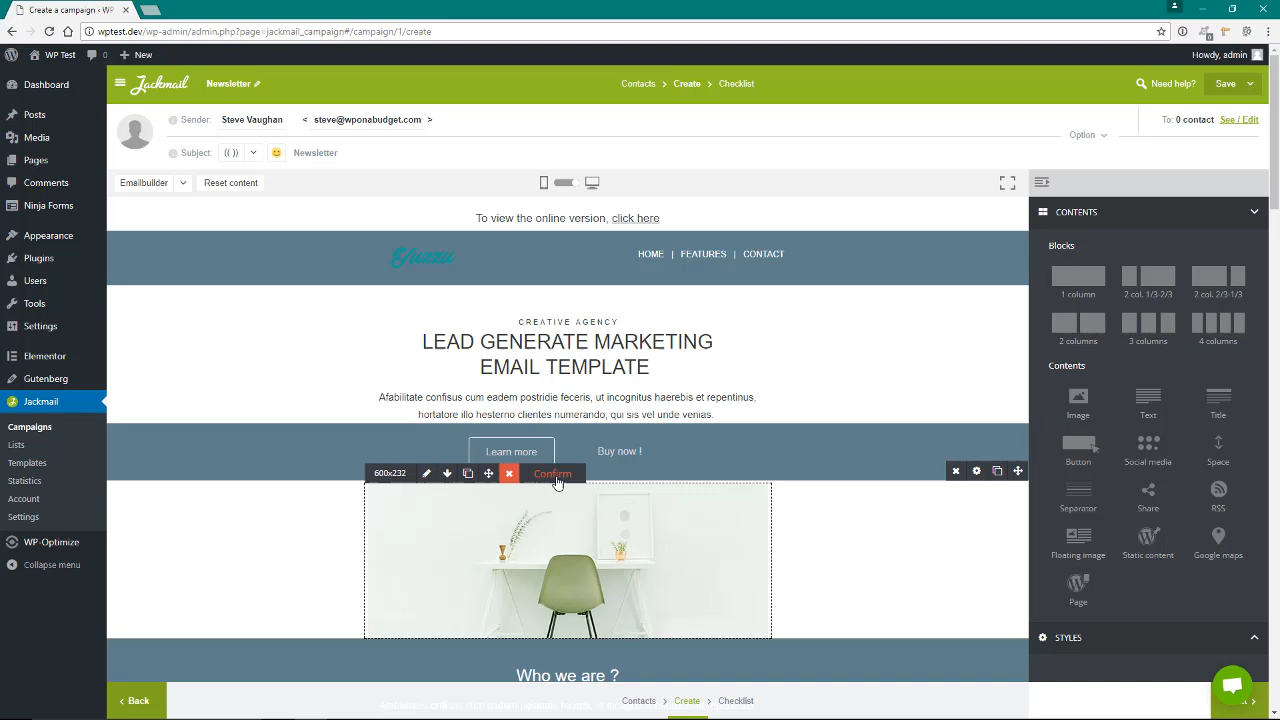 Create a campaign
wptest.dev/wp-admin/admin.php?page=jackmail_campaign#/campaign/1/create
WP Test 0 New
Howdy, admin
Dashboard
Posts
Media
Pages
Comments
Ninja Forms
Appearance
Plugins
Users
Tools
Settings
Elementor
Gutenberg
Jackmail
Campaigns
Lists
Templates
Statistics
Account
Settings
WP-Optimize
Collapse menu
Jackmail
Newsletter
Contacts > Create > Checklist
Need help?
Save
Sender: Steve Vaughan < steve@wponabudget.com >
To: 0 contact See / Edit
Option
Subject: (( )) Newsletter
Emailbuilder
Reset content
To view the online version, click here
Yuzzu
HOME | FEATURES | CONTACT
CREATIVE AGENCY
LEAD GENERATE MARKETING
EMAIL TEMPLATE
Afabilitate confisus cum eadem postridie feceris, ut incognitus haerebis et repentinus,
hortatore illo hesterno clientes numerando, qui sis vel unde venias.
Learn more
Buy now !
600x232
Confirm
Who we are ?
Back
Contacts Create Checklist
CONTENTS
Blocks
1 column
2 col. 1/3-2/3
2 col. 2/3-1/3
2 columns
3 columns
4 columns
Contents
Image
Text
Title
Button
Social media
Space
Separator
Share
RSS
Floating image
Static content
Google maps
Page
STYLES